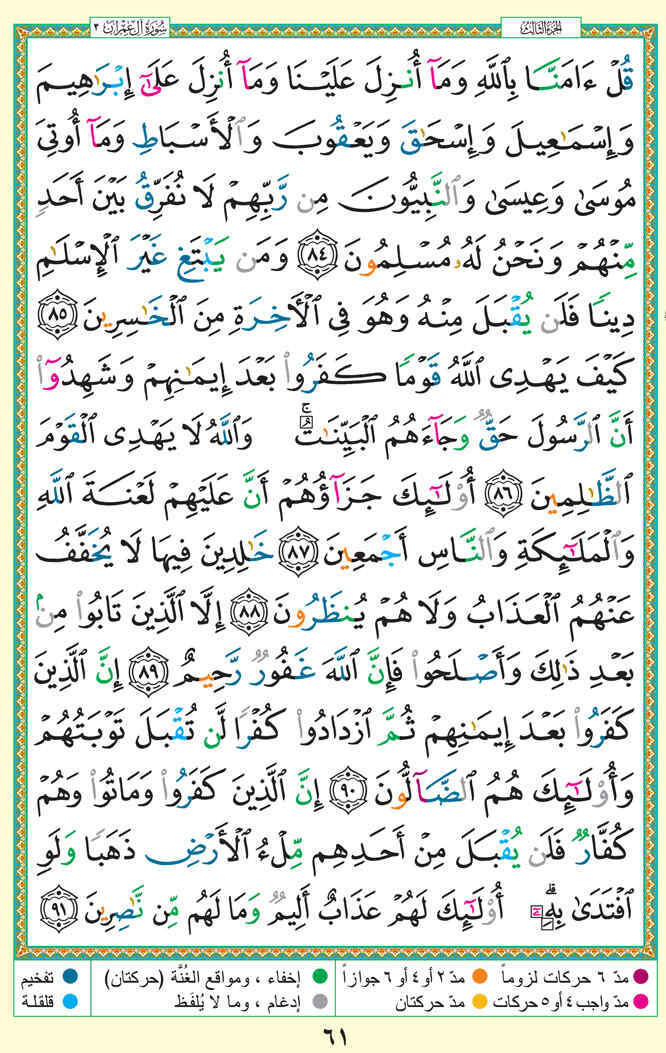 الجزء الثالث
سورة آل عمران ٣
قُلْ ءَامَنَّا بِٱللَّهِ وَمَآ أُنزِلَ عَلَيْنَا وَمَآ أُنزِلَ عَلَىٰٓ إِبْرَٰهِيمَ
وَإِسْمَٰعِيلَ وَإِسْحَٰقَ وَيَعْقُوبَ وَٱلْأَسْبَاطِ وَمَآ أُوتِىَ
مُوسَىٰ وَعِيسَىٰ وَٱلنَّبِيُّونَ مِن رَّبِّهِمْ لَا نُفَرِّقُ بَيْنَ أَحَدٍ
مِّنْهُمْ وَنَحْنُ لَهُۥ مُسْلِمُونَ ٨٤ وَمَن يَبْتَغِ غَيْرَ ٱلْإِسْلَٰمِ
دِينًا فَلَن يُقْبَلَ مِنْهُ وَهُوَ فِى ٱلْأَخِرَةِ مِنَ ٱلْخَٰسِرِينَ ٨٥
كَيْفَ يَهْدِى ٱللَّهُ قَوْمًا كَفَرُوا۟ بَعْدَ إِيمَٰنِهِمْ وَشَهِدُوٓا۟
أَنَّ ٱلرَّسُولَ حَقٌّ وَجَآءَهُمُ ٱلْبَيِّنَٰتُ ۚ وَٱللَّهُ لَا يَهْدِى ٱلْقَوْمَ
ٱلظَّٰلِمِينَ ٨٦ أُو۟لَٰٓئِكَ جَزَآؤُهُمْ أَنَّ عَلَيْهِمْ لَعْنَةَ ٱللَّهِ
وَٱلْمَلَٰٓئِكَةِ وَٱلنَّاسِ أَجْمَعِينَ ٨٧ خَٰلِدِينَ فِيهَا لَا يُخَفَّفُ
عَنْهُمُ ٱلْعَذَابُ وَلَا هُمْ يُنظَرُونَ ٨٨ إِلَّا ٱلَّذِينَ تَابُوا۟ مِنۢ
بَعْدِ ذَٰلِكَ وَأَصْلَحُوا۟ فَإِنَّ ٱللَّهَ غَفُورٌ رَّحِيمٌ ٨٩ إِنَّ ٱلَّذِينَ
كَفَرُوا۟ بَعْدَ إِيمَٰنِهِمْ ثُمَّ ٱزْدَادُوا۟ كُفْرًا لَّن تُقْبَلَ تَوْبَتُهُمْ
وَأُو۟لَٰٓئِكَ هُمُ ٱلضَّآلُّونَ ٩٠ إِنَّ ٱلَّذِينَ كَفَرُوا۟ وَمَاتُوا۟ وَهُمْ
كُفَّارٌ فَلَن يُقْبَلَ مِنْ أَحَدِهِم مِّلْءُ ٱلْأَرْضِ ذَهَبًا وَلَوِ
ٱفْتَدَىٰ بِهِۦٓ ۗ أُو۟لَٰٓئِكَ لَهُمْ عَذَابٌ أَلِيمٌ وَمَا لَهُم مِّن نَّٰصِرِينَ ٩١
مدّ ٦ حركات لزوماً مدّ ٢ أو ٤ أو ٦ جوازاً إخفاء ، ومواقع الغُنَّة (حركتان) تفخيم
مدّ واجب ٤ أو ٥ حركات مدّ حركتان إدغام ، وما لا يُلفَظ قلقلة
٦١